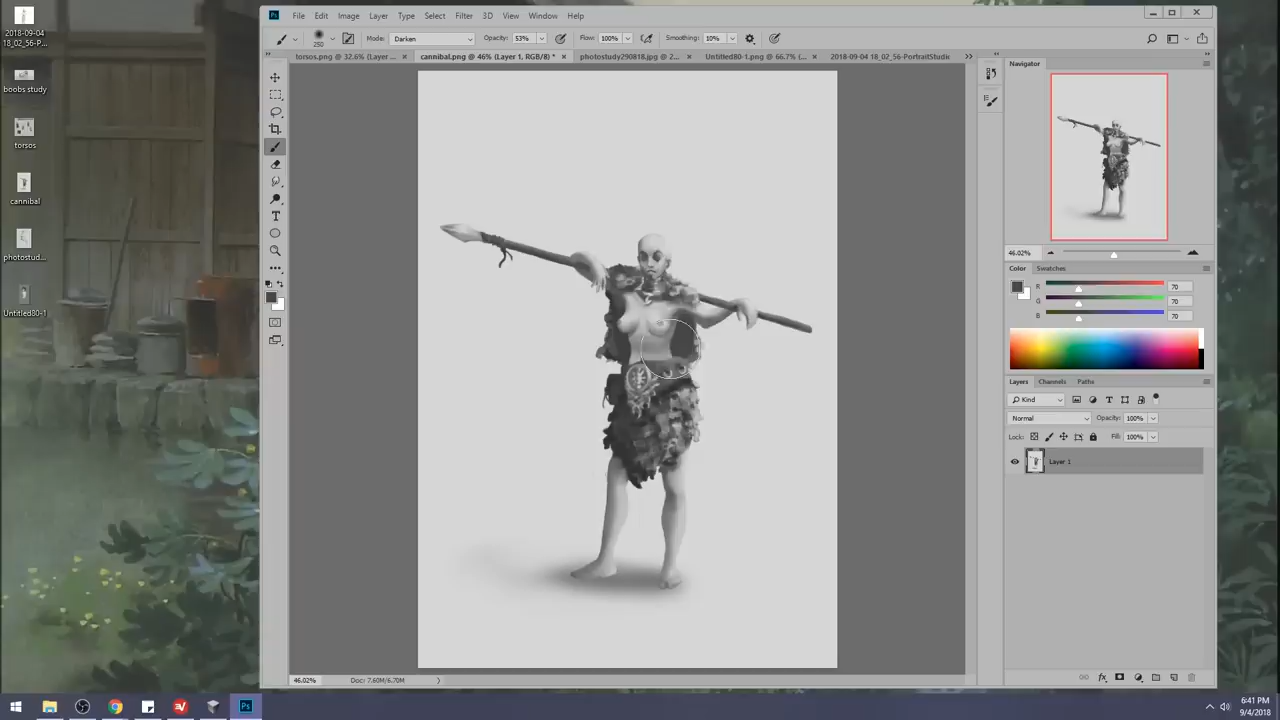 2018-09-04
18_02_56-P...
boobs study
torsos
cannibal
photostud...
Untitled80-1
File Edit Image Layer Type Select Filter 3D View Window Help
250
Mode: Darken
Opacity: 53%
Flow: 100%
Smoothing: 10%
torsos.png @ 32.6% (Layer ...
cannibal.png @ 46% (Layer 1, RGB/8) *
photostudy290818.jpg @ 2...
Untitled80-1.png @ 66.7% (...
2018-09-04 18_02_56-PortraitStudie
Navigator
46.02%
Color Swatches
R 70
G 70
B 70
Layers Channels Paths
Kind
Normal
Opacity: 100%
Lock:
Fill: 100%
Layer 1
46.02%
Doc: 7.60M/6.70M
Ps
6:41 PM
9/4/2018